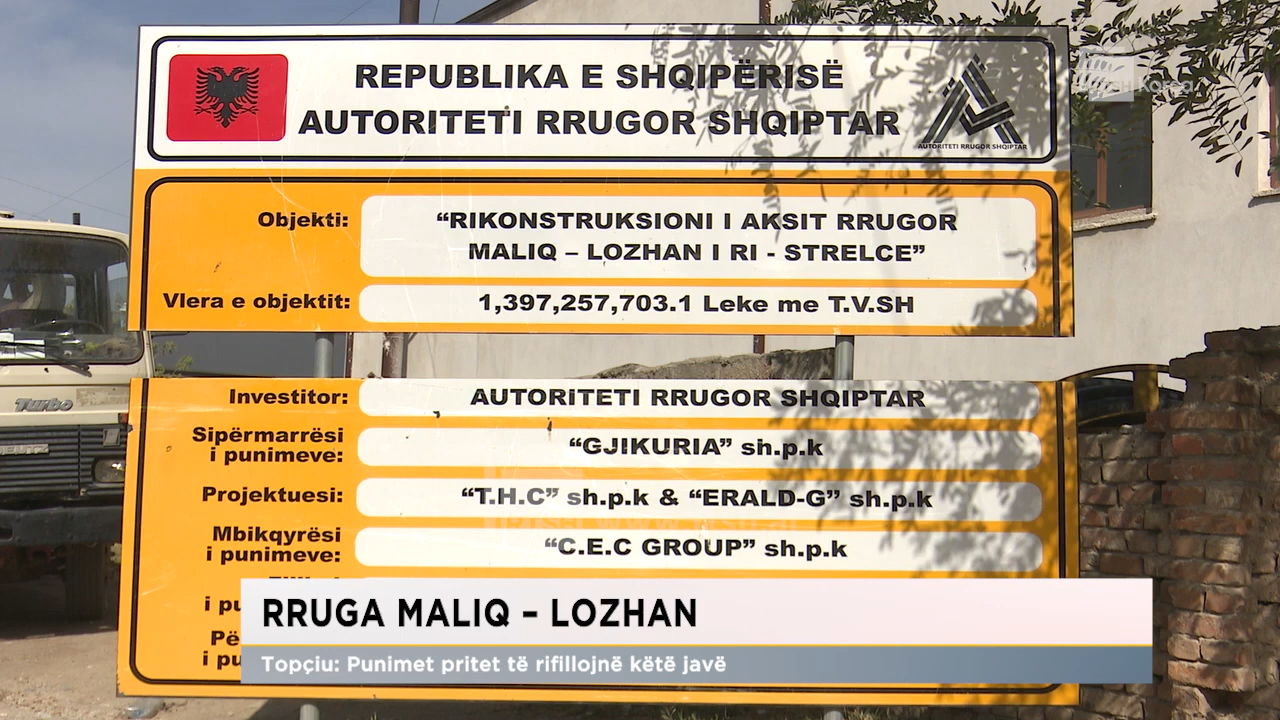 REPUBLIKA E SHQIPËRISË
AUTORITETI RRUGOR SHQIPTAR
AUTORITETI RRUGOR SHQIPTAR
Objekti:
“RIKONSTRUKSIONI I AKSIT RRUGOR
MALIQ – LOZHAN I RI - STRELCE”
Vlera e objektit: 1,397,257,703.1 Leke me T.V.SH
Investitor: AUTORITETI RRUGOR SHQIPTAR
Sipërmarrësi
i punimeve:
“GJIKURIA” sh.p.k
Projektuesi: “T.H.C” sh.p.k & “ERALD-G” sh.p.k
Mbikqyrësi
i punimeve:
“C.E.C GROUP” sh.p.k
Turbo
RRUGA MALIQ – LOZHAN
Topçiu: Punimet pritet të rifillojnë këtë javë